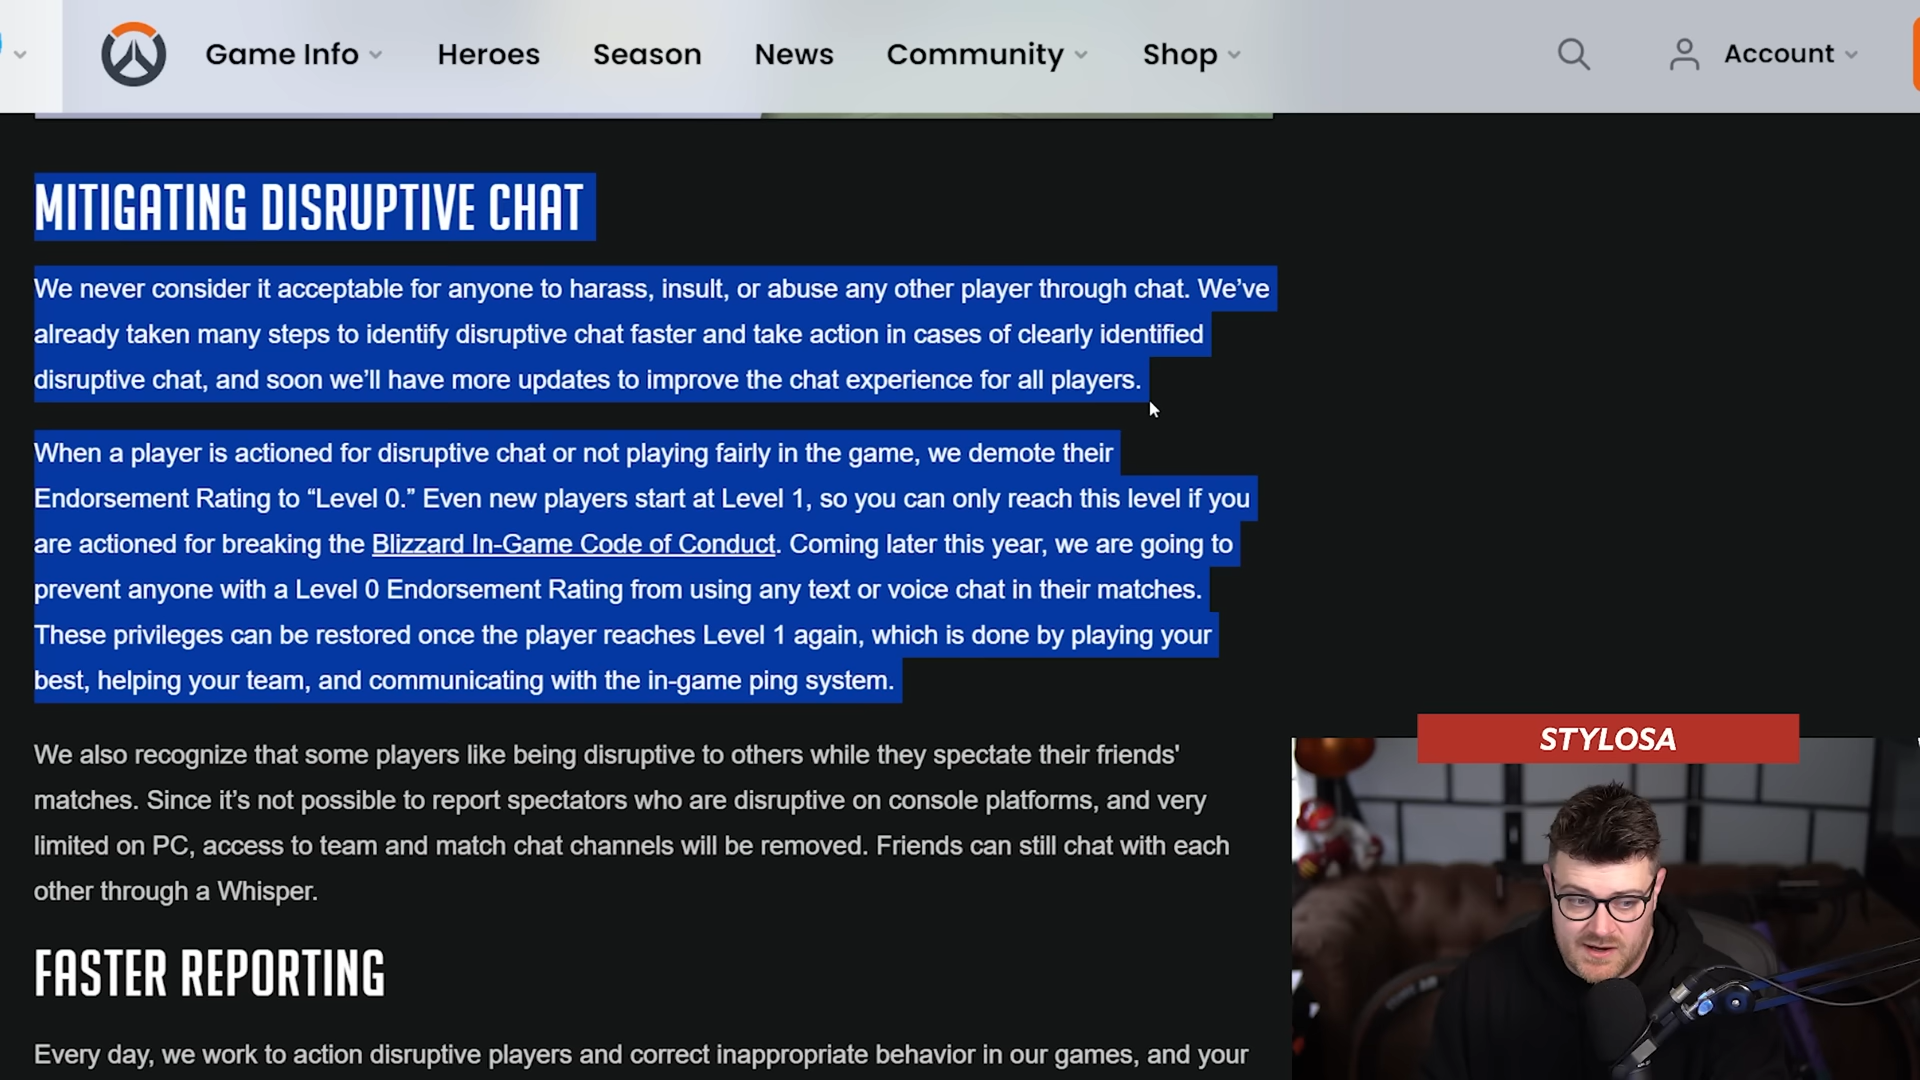 Game Info
Heroes
Season
News
Community
Shop
Account
MITIGATING DISRUPTIVE CHAT
We never consider it acceptable for anyone to harass, insult, or abuse any other player through chat. We’ve
already taken many steps to identify disruptive chat faster and take action in cases of clearly identified
disruptive chat, and soon we’ll have more updates to improve the chat experience for all players.
When a player is actioned for disruptive chat or not playing fairly in the game, we demote their
Endorsement Rating to “Level 0.” Even new players start at Level 1, so you can only reach this level if you
are actioned for breaking the Blizzard In-Game Code of Conduct. Coming later this year, we are going to
prevent anyone with a Level 0 Endorsement Rating from using any text or voice chat in their matches.
These privileges can be restored once the player reaches Level 1 again, which is done by playing your
best, helping your team, and communicating with the in-game ping system.
We also recognize that some players like being disruptive to others while they spectate their friends'
matches. Since it’s not possible to report spectators who are disruptive on console platforms, and very
limited on PC, access to team and match chat channels will be removed. Friends can still chat with each
other through a Whisper.
STYLOSA
FASTER REPORTING
Every day, we work to action disruptive players and correct inappropriate behavior in our games, and your